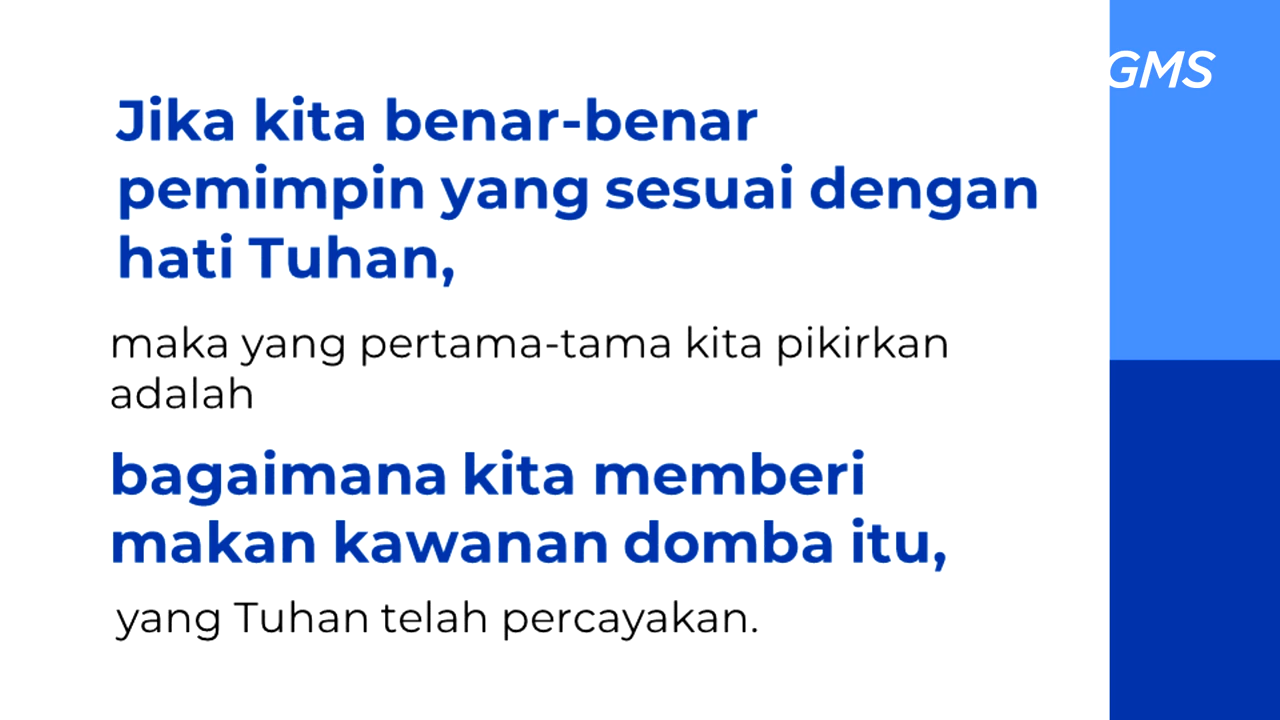 GMS
Jika kita benar-benar
pemimpin yang sesuai dengan
hati Tuhan,
maka yang pertama-tama kita pikirkan
adalah
bagaimana kita memberi
makan kawanan domba itu,
yang Tuhan telah percayakan.